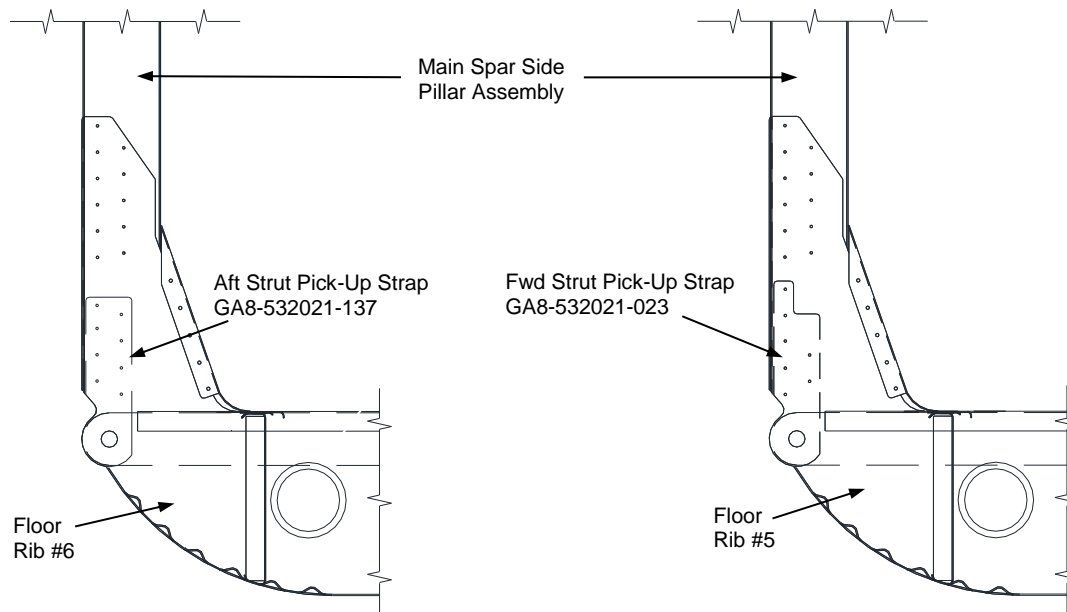 Main Spar Side
Pillar Assembly
Aft Strut Pick-Up Strap
GA8-532021-137
Fwd Strut Pick-Up Strap
GA8-532021-023
Floor
Rib #6
Floor
Rib #5